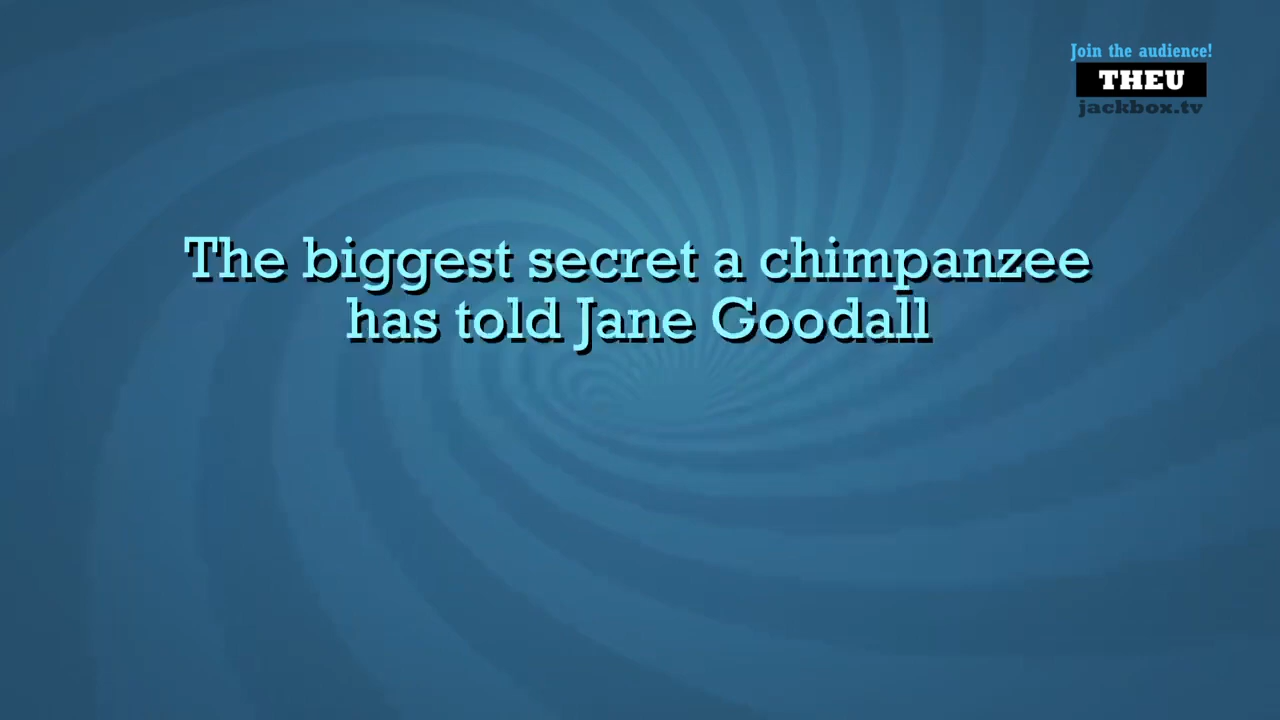 Join the audience!
THEU
jackbox.tv
The biggest secret a chimpanzee
has told Jane Goodall